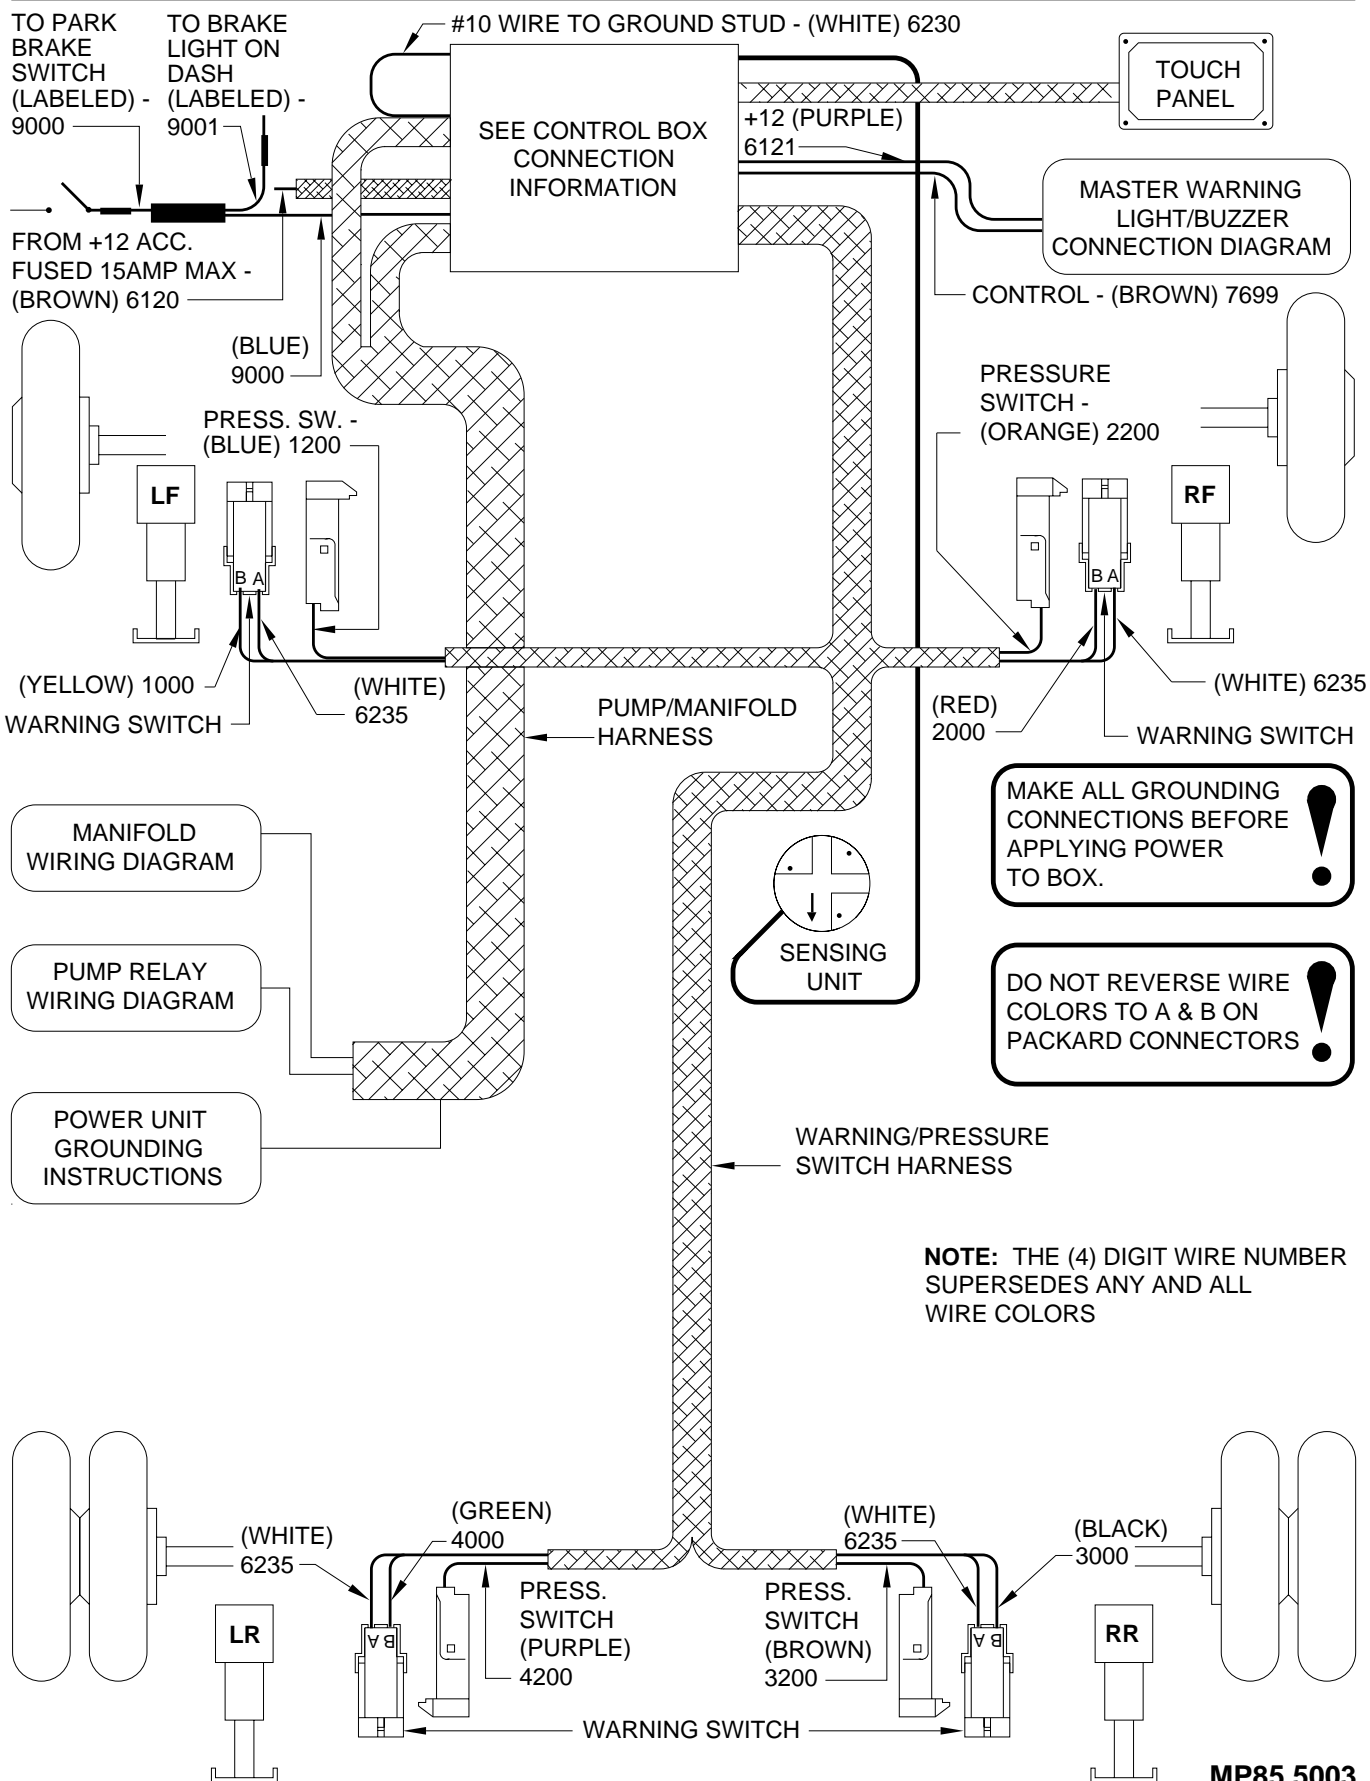 TO PARK
BRAKE
SWITCH
(LABELED) -
9000
TO BRAKE
LIGHT ON
DASH
(LABELED) -
9001
#10 WIRE TO GROUND STUD - (WHITE) 6230
SEE CONTROL BOX
CONNECTION
INFORMATION
TOUCH
PANEL
+12 (PURPLE)
6121
MASTER WARNING
LIGHT/BUZZER
CONNECTION DIAGRAM
FROM +12 ACC.
FUSED 15AMP MAX -
(BROWN) 6120
CONTROL - (BROWN) 7699
(BLUE)
9000
PRESS. SW. -
(BLUE) 1200
PRESSURE
SWITCH -
(ORANGE) 2200
LF
B A
RF
B A
(YELLOW) 1000
WARNING SWITCH
(WHITE)
6235
PUMP/MANIFOLD
HARNESS
(RED)
2000
(WHITE) 6235
WARNING SWITCH
MANIFOLD
WIRING DIAGRAM
MAKE ALL GROUNDING
CONNECTIONS BEFORE
APPLYING POWER
TO BOX.
!
PUMP RELAY
WIRING DIAGRAM
SENSING
UNIT
DO NOT REVERSE WIRE
COLORS TO A & B ON
PACKARD CONNECTORS
!
POWER UNIT
GROUNDING
INSTRUCTIONS
WARNING/PRESSURE
SWITCH HARNESS
NOTE: THE (4) DIGIT WIRE NUMBER
SUPERSEDES ANY AND ALL
WIRE COLORS
(WHITE)
6235
(GREEN)
4000
(WHITE)
6235
(BLACK)
3000
PRESS.
SWITCH
(PURPLE)
4200
PRESS.
SWITCH
(BROWN)
3200
LR
A B
A B
RR
WARNING SWITCH
MP85.5003